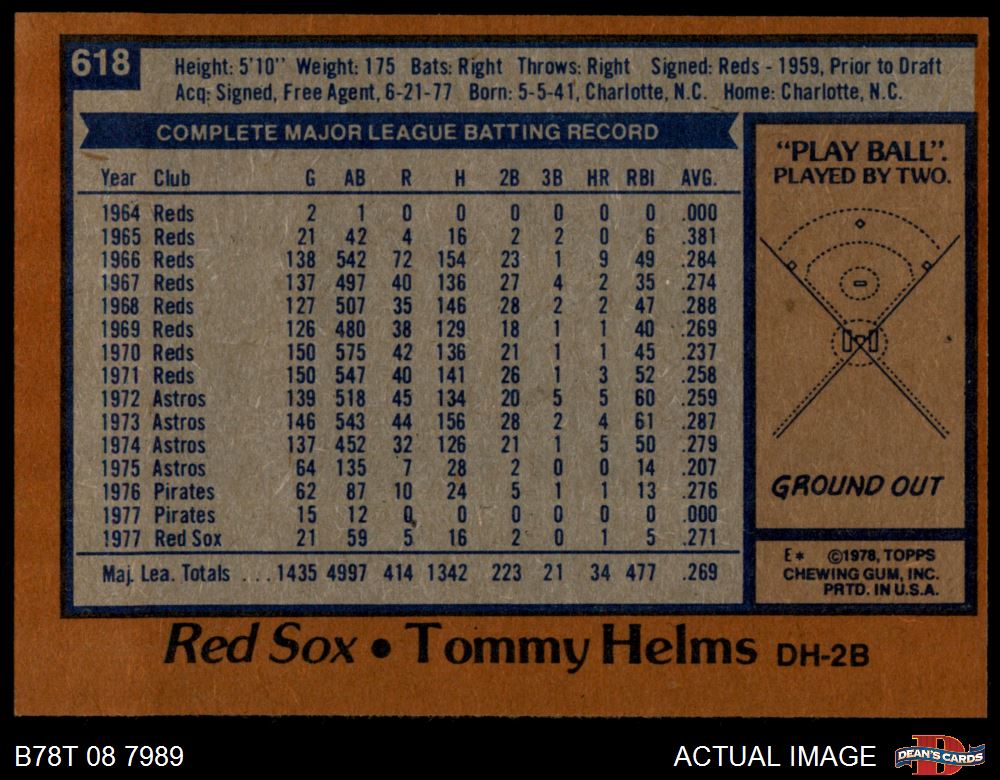 618
Height: 5'10" Weight: 175 Bats: Right Throws: Right Signed: Reds - 1959, Prior to Draft
Acq: Signed, Free Agent, 6-21-77 Born: 5-5-41, Charlotte, N.C. Home: Charlotte, N.C.
COMPLETE MAJOR LEAGUE BATTING RECORD
Year Club G AB R H 2B 3B HR RBI AVG.
1964 Reds 2 1 0 0 0 0 0 0 .000
1965 Reds 21 42 4 16 2 2 0 6 .381
1966 Reds 138 542 72 154 23 1 9 49 .284
1967 Reds 137 497 40 136 27 4 2 35 .274
1968 Reds 127 507 35 146 28 2 2 47 .288
1969 Reds 126 480 38 129 18 1 1 40 .269
1970 Reds 150 575 42 136 21 1 1 45 .237
1971 Reds 150 547 40 141 26 1 3 52 .258
1972 Astros 139 518 45 134 20 5 5 60 .259
1973 Astros 146 543 44 156 28 2 4 61 .287
1974 Astros 137 452 32 126 21 1 5 50 .279
1975 Astros 64 135 7 28 2 0 0 14 .207
1976 Pirates 62 87 10 24 5 1 1 13 .276
1977 Pirates 15 12 0 0 0 0 0 0 .000
1977 Red Sox 21 59 5 16 2 0 1 5 .271
Maj. Lea. Totals ... 1435 4997 414 1342 223 21 34 477 .269
"PLAY BALL".
PLAYED BY TWO.
GROUND OUT
E* ©1978, TOPPS
CHEWING GUM, INC.
PRTD. IN U.S.A.
Red Sox • Tommy Helms DH-2B
B78T 08 7989
ACTUAL IMAGE
D
DEAN'S CARDS